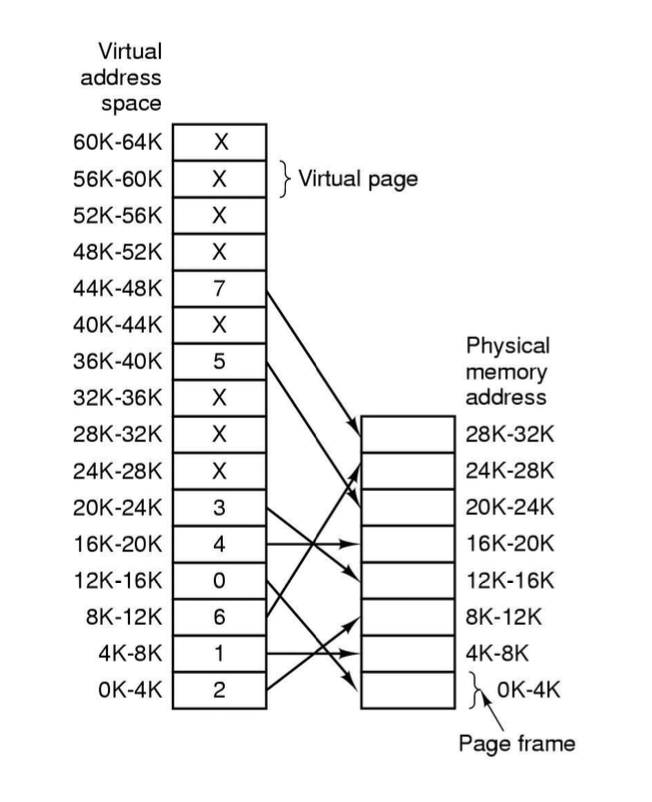 Virtual
address
space
60K-64K X
56K-60K X } Virtual page
52K-56K X
48K-52K X
44K-48K 7
40K-44K X
36K-40K 5
32K-36K X
28K-32K X
24K-28K X
20K-24K 3
16K-20K 4
12K-16K 0
8K-12K 6
4K-8K 1
0K-4K 2
Physical
memory
address
28K-32K
24K-28K
20K-24K
16K-20K
12K-16K
8K-12K
4K-8K
} 0K-4K
Page frame